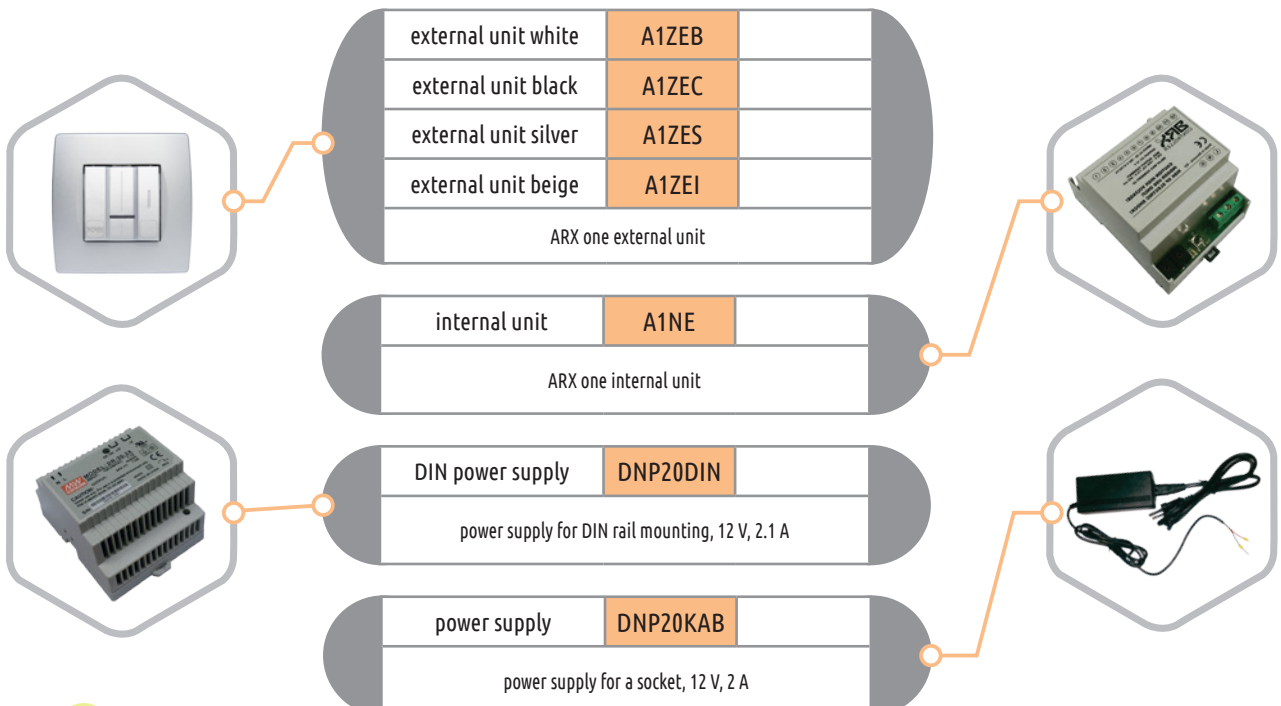 external unit white A1ZEB
external unit black A1ZEC
external unit silver A1ZES
external unit beige A1ZEI
ARX one external unit
internal unit A1NE
ARX one internal unit
DIN power supply DNP20DIN
power supply for DIN rail mounting, 12 V, 2.1 A
power supply DNP20KAB
power supply for a socket, 12 V, 2 A